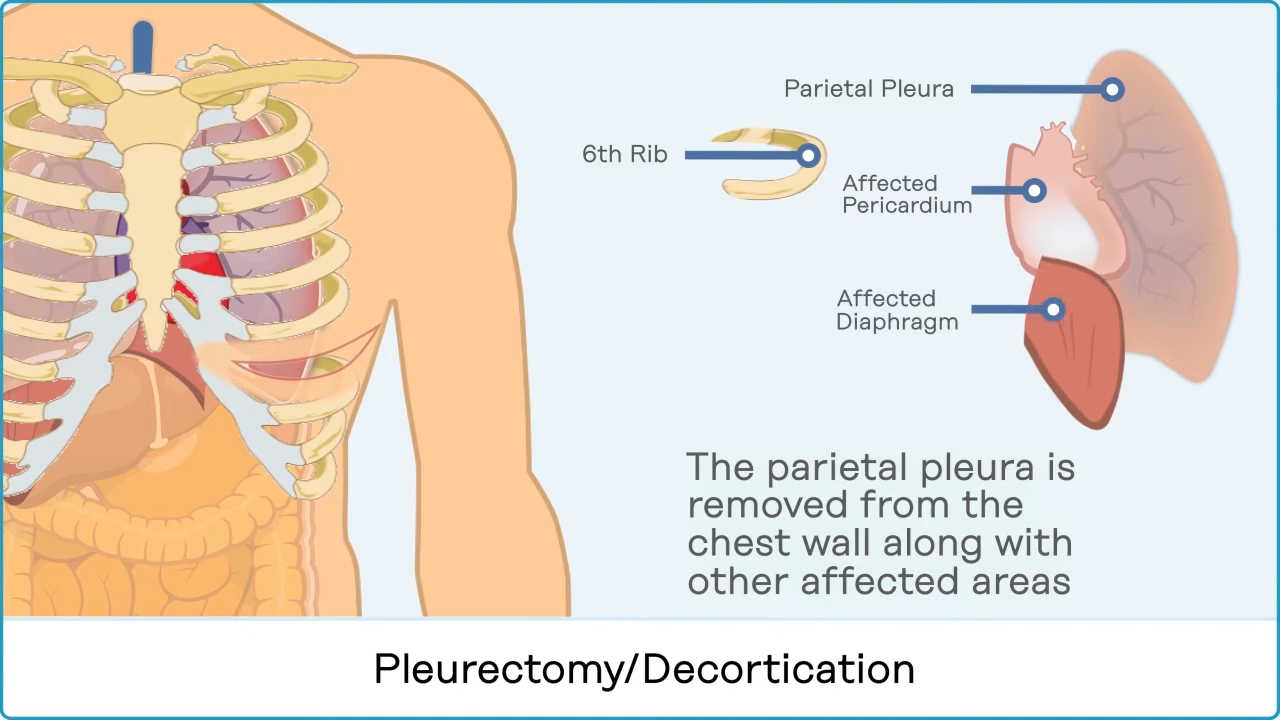 Parietal Pleura
6th Rib
Affected
Pericardium
Affected
Diaphragm
The parietal pleura is
removed from the
chest wall along with
other affected areas
Pleurectomy/Decortication